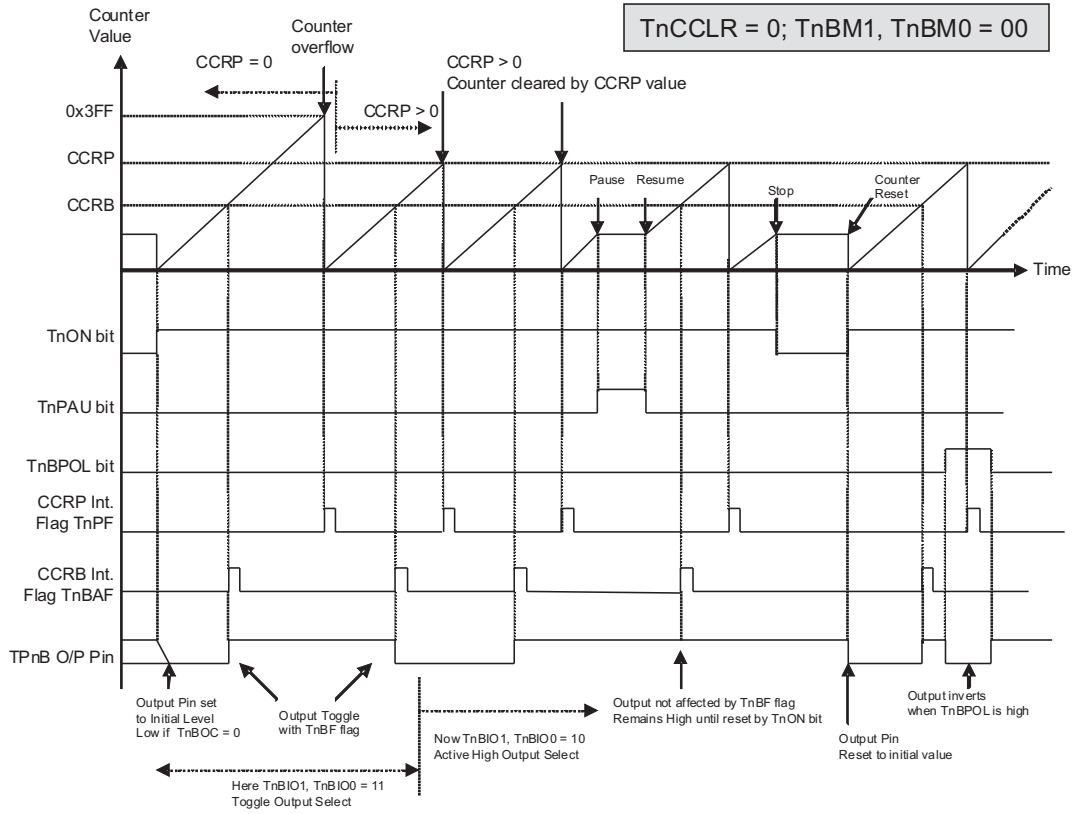 Counter
Value
Counter
overflow
TnCCLR = 0; TnBM1, TnBM0 = 00
CCRP = 0
CCRP > 0
CCRP > 0
Counter cleared by CCRP value
0x3FF
CCRP
CCRB
Pause
Resume
Stop
Counter
Reset
Time
TnON bit
TnPAU bit
TnBPOL bit
CCRP Int.
Flag TnPF
CCRB Int.
Flag TnBAF
TPnB O/P Pin
Output Pin set
to Initial Level
Low if TnBOC = 0
Output Toggle
with TnBF flag
Output not affected by TnBF flag
Remains High until reset by TnON bit
Output inverts
when TnBPOL is high
Now TnBIO1, TnBIO0 = 10
Active High Output Select
Output Pin
Reset to initial value
Here TnBIO1, TnBIO0 = 11
Toggle Output Select